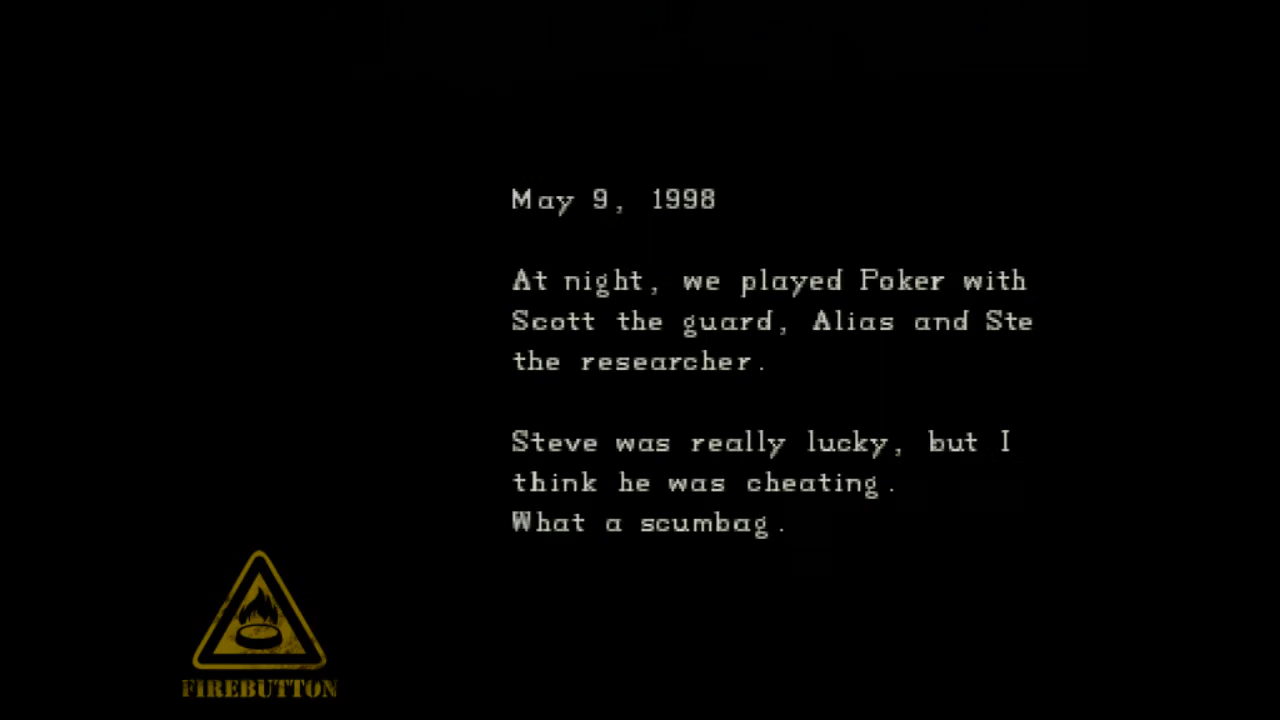 May 9, 1998
At night, we played Poker with
Scott the guard, Alias and Ste
the researcher.
Steve was really lucky, but I
think he was cheating.
What a scumbag.
FIREBUTTON